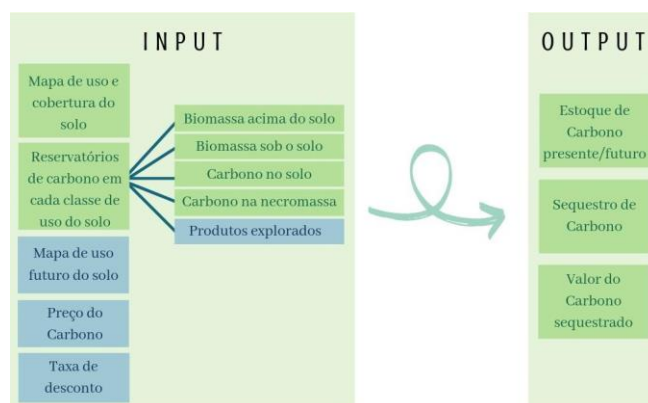 INPUT
Mapa de uso e
cobertura do
solo
Reservatórios
de carbono em
cada classe de
uso do solo
Mapa de uso
futuro do solo
Preço do
Carbono
Taxa de
desconto
Biomassa acima do solo
Biomassa sob o solo
Carbono no solo
Carbono na necromassa
Produtos explorados
OUTPUT
Estoque de
Carbono
presente/futuro
Sequestro de
Carbono
Valor do
Carbono
sequestrado